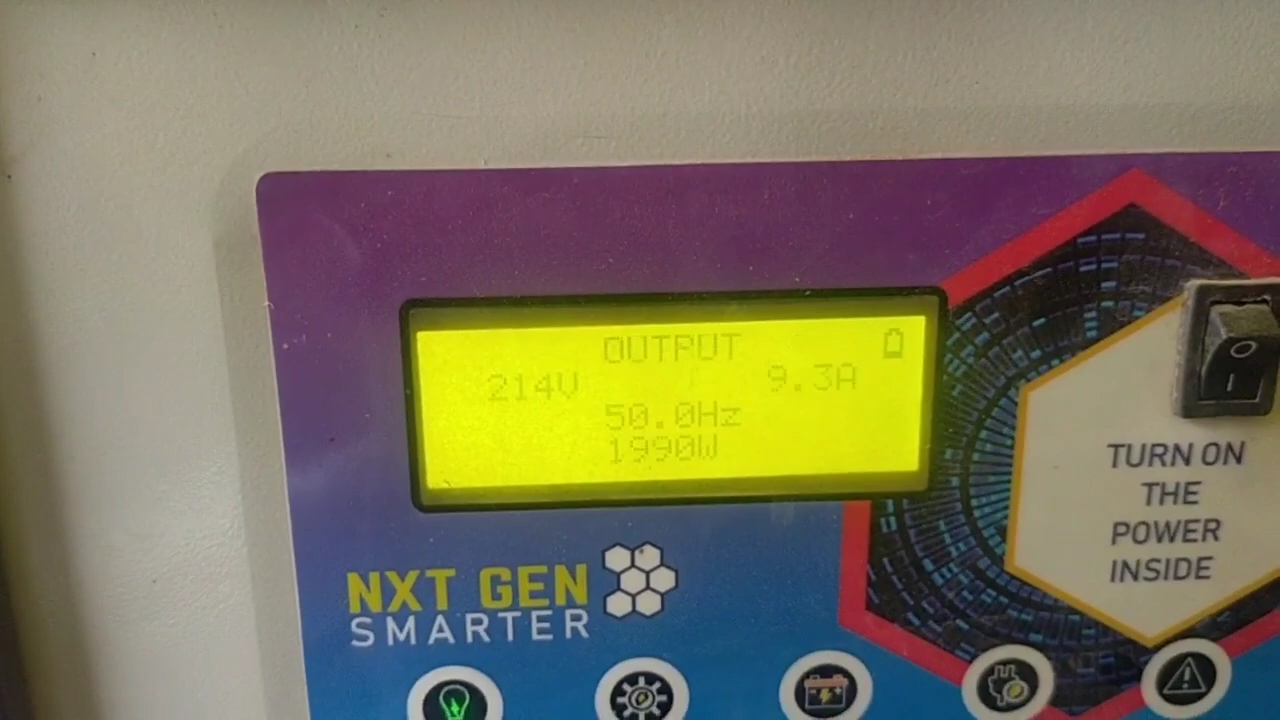 OUTPUT
214V 9.3A
50.0Hz
1990W
NXT GEN
SMARTER
O
I
TURN ON
THE
POWER
INSIDE